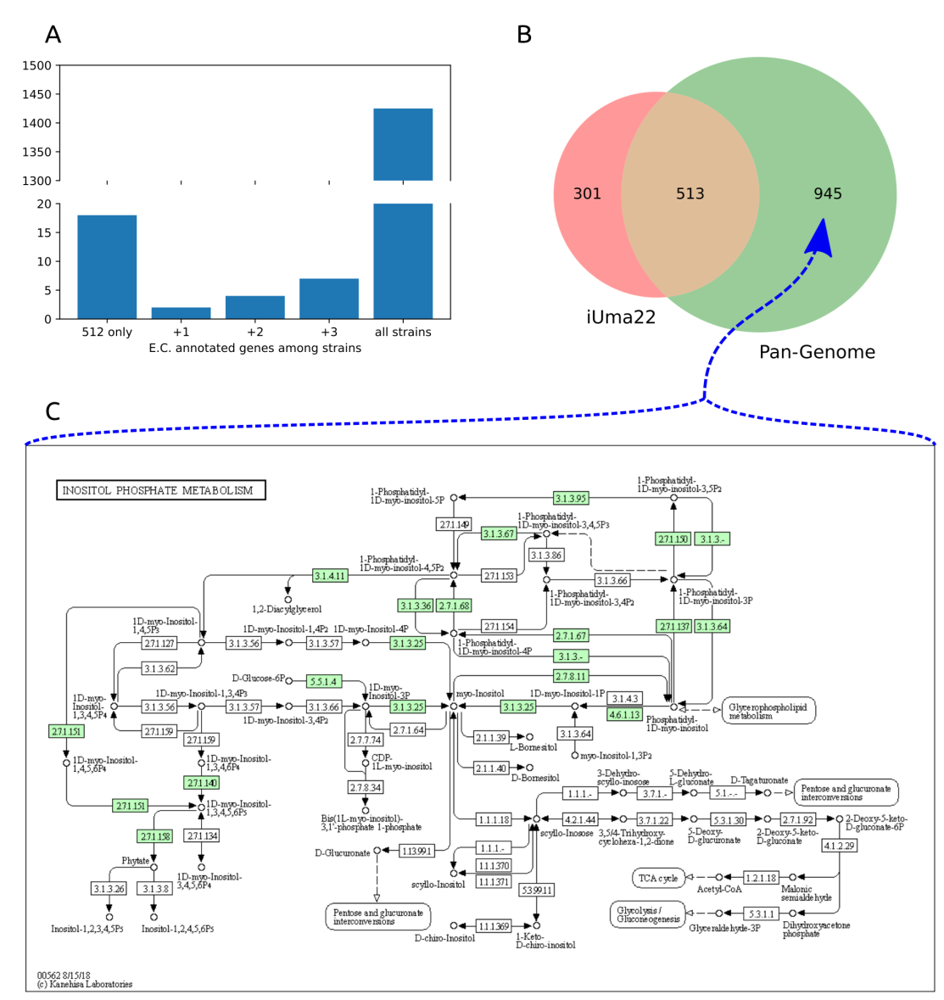 A
1500
1450
1400
1350
1300
20
15
10
5
0
512 only
+1
+2
+3
all strains
E.C. annotated genes among strains
B
301
513
945
iUma22
Pan-Genome
C
INOSITOL PHOSPHATE METABOLISM
1-Phosphatidyl-
1D-myo-inositol-5P
3.1.3.95
1-Phosphatidyl-
1D-myo-inositol-3,5P2
2.7.1.149
1-Phosphatidyl-
1D-myo-inositol-3,4,5P3
3.1.3.67
2.7.1.150
3.1.3.-
3.1.3.86
1-Phosphatidyl-
1D-myo-inositol-4,5P2
3.1.4.11
2.7.1.153
3.1.3.66
1,2-Diacylglycerol
3.1.3.36
2.7.1.68
1-Phosphatidyl-
1D-myo-inositol-3,4P2
1-Phosphatidyl-
1D-myo-inositol-3P
2.7.1.154
2.7.1.137
3.1.3.64
1D-myo-Inositol-
1,4,5P3
1D-myo-Inositol-1,4P2
1D-myo-Inositol-4P
2.7.1.127
3.1.3.56
3.1.3.57
3.1.3.25
2.7.1.67
1-Phosphatidyl-
1D-myo-inositol-4P
3.1.3.-
3.1.3.62
2.7.8.11
D-Glucose-6P
5.5.1.4
1D-myo-
Inositol-
1,3,4,5P4
1D-myo-Inositol-1,3,4P3
1D-myo-
Inositol-3P
myo-Inositol
1D-myo-Inositol-1P
3.1.4.3
3.1.3.56
3.1.3.57
3.1.3.66
3.1.3.25
3.1.3.25
4.6.1.13
Glycerophospholipid
metabolism
1D-myo-Inositol-3,4P2
Phosphatidyl-
1D-myo-inositol
2.7.1.151
2.7.1.159
2.7.1.159
2.7.7.74
2.7.1.64
2.1.1.39
L-Bornesitol
3.1.3.64
myo-Inositol-1,3P2
1D-myo-Inositol-
1,4,5,6P4
1D-myo-Inositol-
1,3,4,6P4
CDP-
1L-myo-inositol
2.1.1.40
D-Bornesitol
2.7.1.140
2.7.8.34
3-Dehydro-
scyllo-inosose
5-Dehydro-
L-gluconate
D-Tagaturonate
1.1.1.-
3.7.1.-
5.1.-.-
Pentose and glucuronate
interconversions
2.7.1.151
1D-myo-Inositol-
1,3,4,5,6P5
Bis(1L-myo-inositol)-
3,1'-phosphate 1-phosphate
1.1.1.18
4.2.1.44
3.7.1.22
5.3.1.30
2.7.1.92
scyllo-Inosose
3,5/4-Trihydroxy-
cyclohexa-1,2-dione
5-Deoxy-
D-glucuronate
2-Deoxy-5-keto-
D-gluconate
2-Deoxy-5-keto-
D-gluconate-6P
2.7.1.158
2.7.1.134
D-Glucuronate
1.13.99.1
1.1.1.-
1.1.1.370
1.1.1.371
scyllo-Inositol
4.1.2.29
Phytate
1D-myo-Inositol-
3,4,5,6P4
TCA cycle
1.2.1.18
Acetyl-CoA
Malonic
semialdehyde
3.1.3.26
3.1.3.8
5.3.99.11
Pentose and glucuronate
interconversions
Glycolysis /
Gluconeogenesis
5.3.1.1
Inositol-1,2,3,4,5P5
Inositol-1,2,4,5,6P5
D-chiro-Inositol
1.1.1.369
1-Keto-
D-chiro-inositol
Glyceraldehyde-3P
Dihydroxyacetone
phosphate
00562 8/15/18
(c) Kanehisa Laboratories